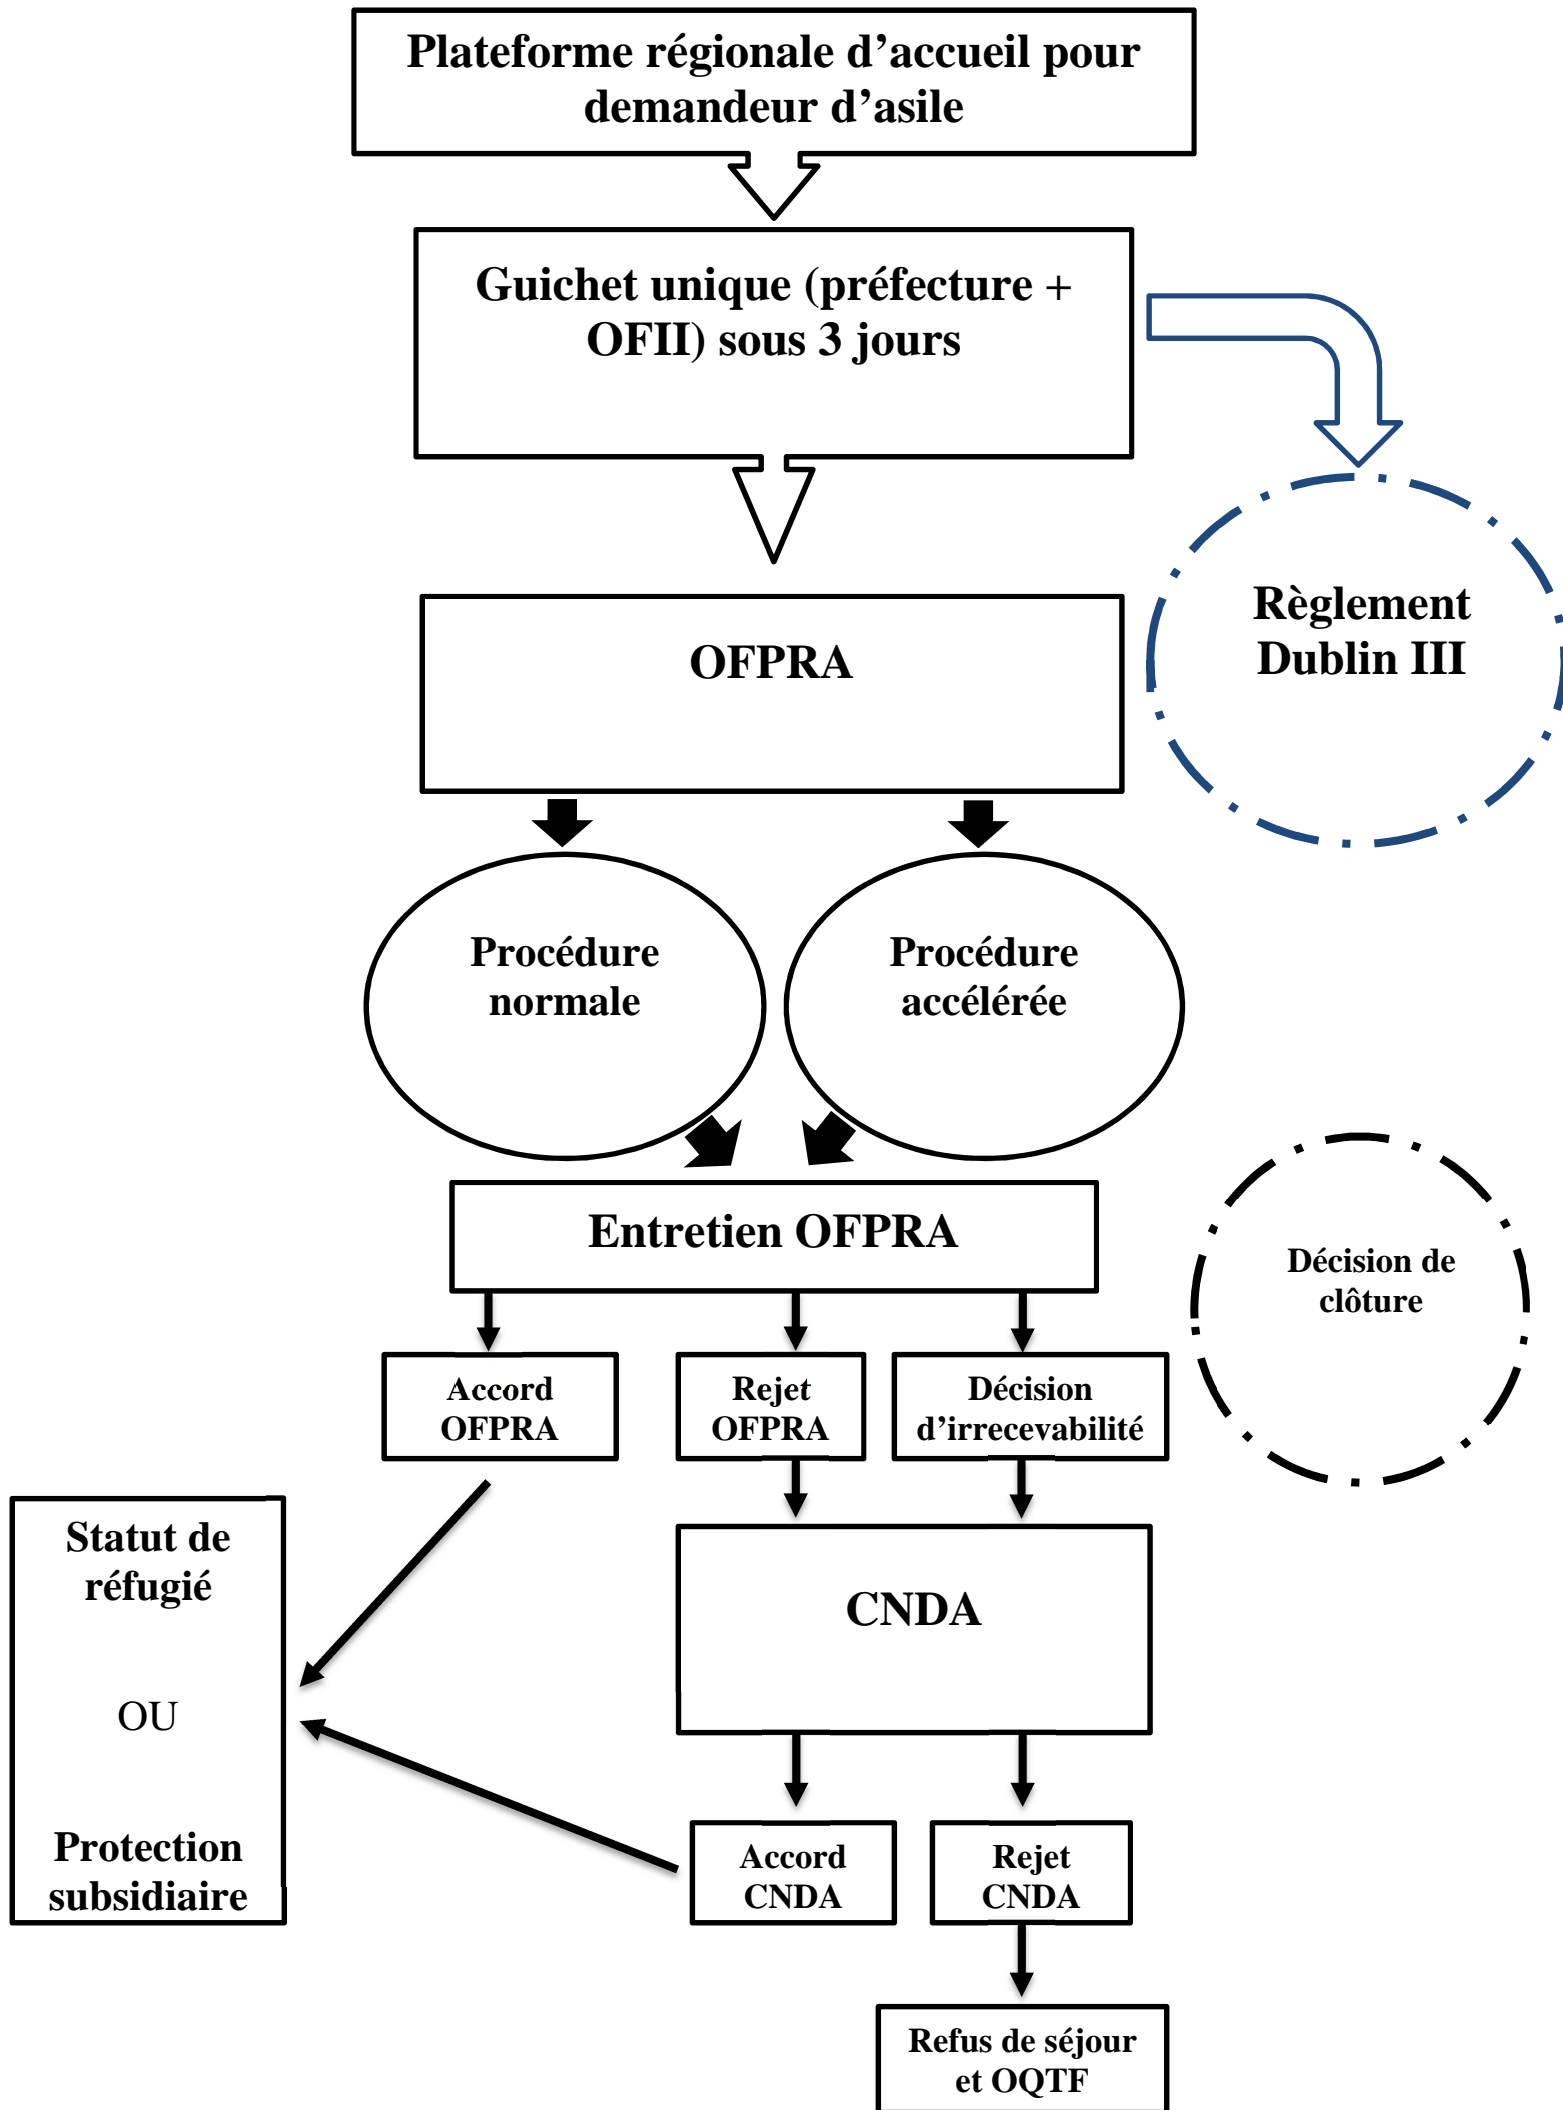 Plateforme régionale d’accueil pour
demandeur d’asile
Guichet unique (préfecture +
OFII) sous 3 jours
Règlement
Dublin III
OFPRA
Procédure
normale
Procédure
accélérée
Entretien OFPRA
Décision de
clôture
Accord
OFPRA
Rejet
OFPRA
Décision
d’irrecevabilité
Statut de
réfugié
OU
Protection
subsidiaire
CNDA
Accord
CNDA
Rejet
CNDA
Refus de séjour
et OQTF